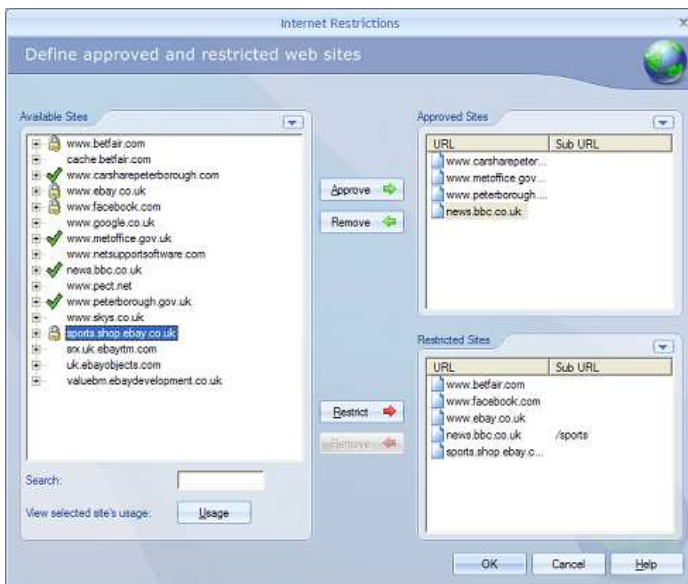 Internet Restrictions
Define approved and restricted web sites
Available Sites
www.betfair.com
cache.betfair.com
www.carsharepeterborough.com
www.ebay.co.uk
www.facebook.com
www.google.co.uk
www.metoffice.gov.uk
www.netsupportsoftware.com
news.bbc.co.uk
www.pect.net
www.peterborough.gov.uk
www.skys.co.uk
sports.shop.ebay.co.uk
srx.uk.ebayrtm.com
uk.ebayobjects.com
valuebm.ebaydevelopment.co.uk
Search:
View selected site's usage:
Usage
Approve
Remove
Restrict
Remove
Approved Sites
URL Sub URL
www.carsharepeter...
www.metoffice.gov...
www.peterborough....
news.bbc.co.uk
Restricted Sites
URL Sub URL
www.betfair.com
www.facebook.com
www.ebay.co.uk
news.bbc.co.uk /sports
sports.shop.ebay.c...
OK Cancel Help